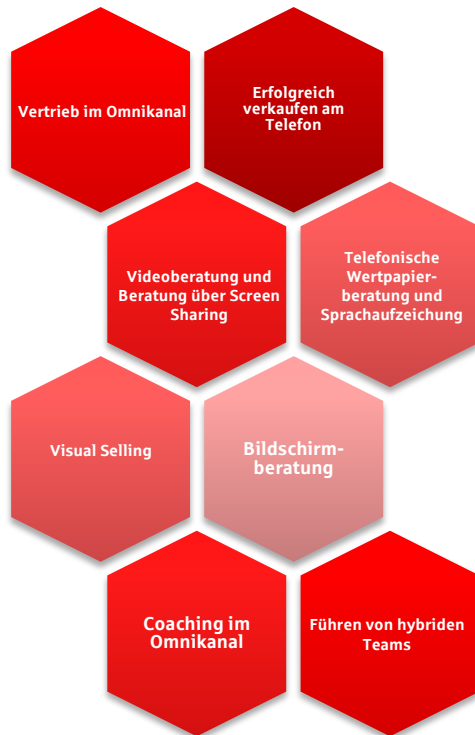 Vertrieb im Omnikanal
Erfolgreich
verkaufen am
Telefon
Videoberatung und
Beratung über Screen
Sharing
Telefonische
Wertpapier-
beratung und
Sprachaufzeichung
Visual Selling
Bildschirm-
beratung
Coaching im
Omnikanal
Führen von hybriden
Teams